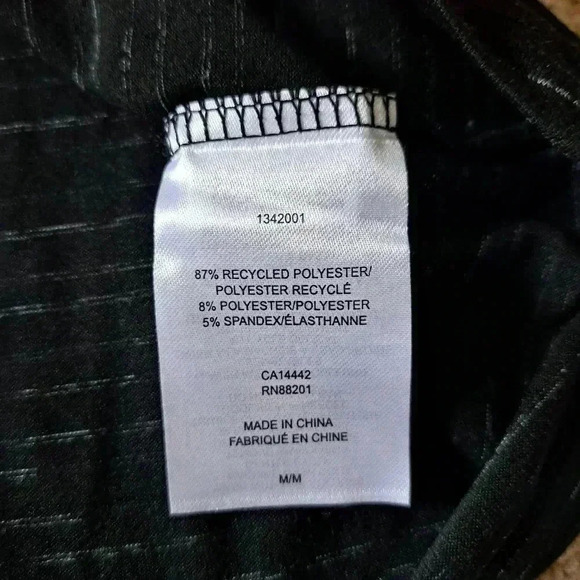 1342001
87% RECYCLED POLYESTER/
POLYESTER RECYCLÉ
8% POLYESTER/POLYESTER
5% SPANDEX/ÉLASTHANNE
CA14442
RN88201
MADE IN CHINA
FABRIQUÉ EN CHINE
M/M